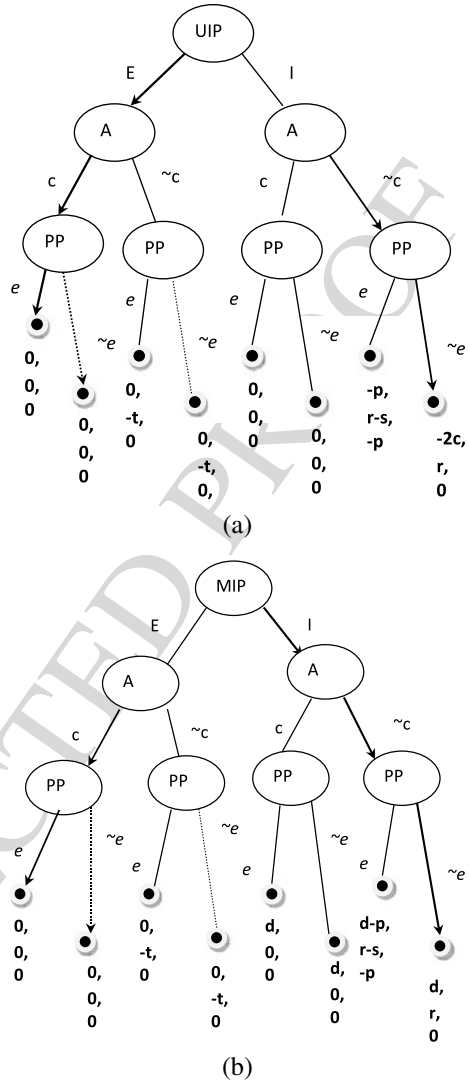 UIP
E I
A A
c ~c c ~c
PP PP PP PP
e ~e e ~e e ~e e ~e
0, 0, 0, -p,
0, -t, 0, r-s,
0 0 0 -p
0, 0, 0, -2c,
0, -t, 0, r,
0 0, 0 0
(a)
MIP
E I
A A
c ~c c ~c
PP PP PP PP
e ~e e ~e e ~e e ~e
0, 0, d, d-p,
0, -t, 0, r-s,
0 0 0 -p
0, 0, d, d,
0, -t, 0, r,
0 0 0 0
(b)
CTED PROOF